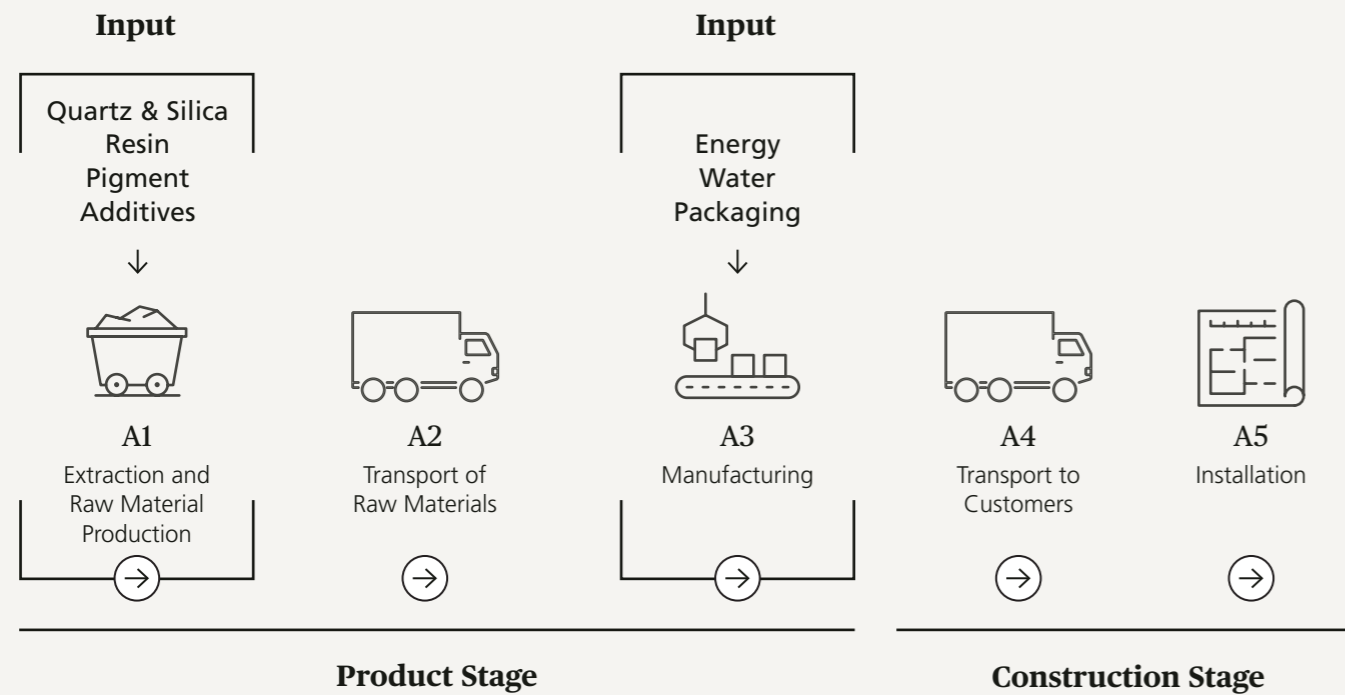 Input
Quartz & Silica
Resin
Pigment
Additives
A1
Extraction and
Raw Material
Production
A2
Transport of
Raw Materials
Input
Energy
Water
Packaging
A3
Manufacturing
Product Stage
A4
Transport to
Customers
A5
Installation
Construction Stage